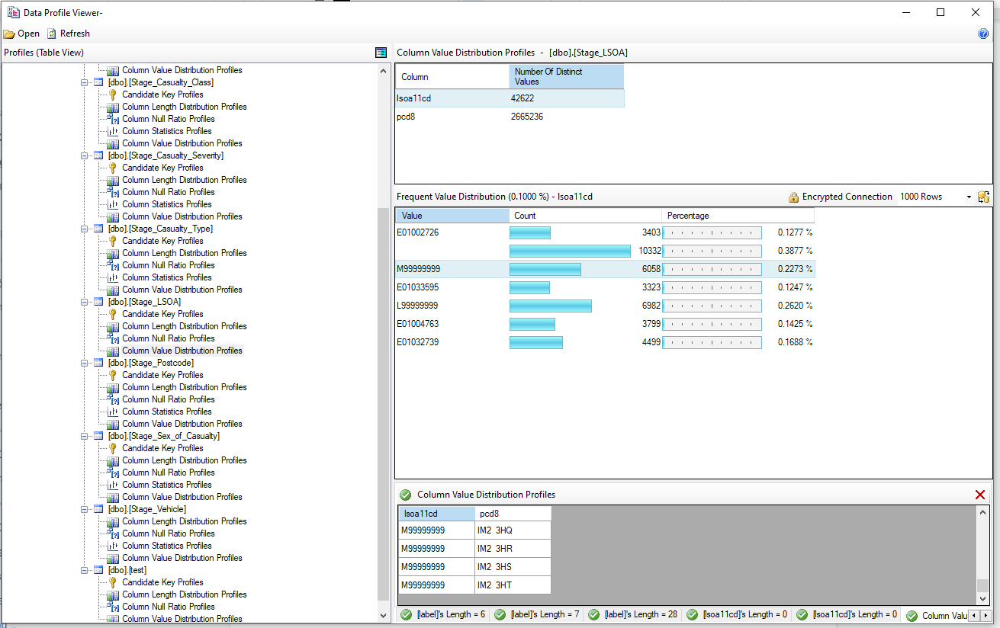 Data Profile Viewer-
Open Refresh
Profiles (Table View)
Column Value Distribution Profiles
[dbo].[Stage_Casualty_Class]
Candidate Key Profiles
Column Length Distribution Profiles
Column Null Ratio Profiles
Column Statistics Profiles
Column Value Distribution Profiles
[dbo].[Stage_Casualty_Severity]
Candidate Key Profiles
Column Length Distribution Profiles
Column Null Ratio Profiles
Column Statistics Profiles
Column Value Distribution Profiles
[dbo].[Stage_Casualty_Type]
Candidate Key Profiles
Column Length Distribution Profiles
Column Null Ratio Profiles
Column Statistics Profiles
Column Value Distribution Profiles
[dbo].[Stage_LSOA]
Candidate Key Profiles
Column Length Distribution Profiles
Column Null Ratio Profiles
Column Value Distribution Profiles
[dbo].[Stage_Postcode]
Candidate Key Profiles
Column Length Distribution Profiles
Column Null Ratio Profiles
Column Statistics Profiles
Column Value Distribution Profiles
[dbo].[Stage_Sex_of_Casualty]
Candidate Key Profiles
Column Length Distribution Profiles
Column Null Ratio Profiles
Column Statistics Profiles
Column Value Distribution Profiles
[dbo].[Stage_Vehicle]
Column Length Distribution Profiles
Column Null Ratio Profiles
Column Statistics Profiles
Column Value Distribution Profiles
[dbo].[test]
Candidate Key Profiles
Column Length Distribution Profiles
Column Null Ratio Profiles
Column Value Distribution Profiles
Column Value Distribution Profiles - [dbo].[Stage_LSOA]
Column Number Of Distinct
Values
lsoa11cd 42622
pcd8 2665236
Frequent Value Distribution (0.1000 %) - lsoa11cd Encrypted Connection 1000 Rows
Value Count Percentage
E01002726 3403 0.1277 %
10332 0.3877 %
M99999999 6058 0.2273 %
E01033595 3323 0.1247 %
L99999999 6982 0.2620 %
E01004763 3799 0.1425 %
E01032739 4499 0.1688 %
Column Value Distribution Profiles
lsoa11cd pcd8
M99999999 IM2 3HQ
M99999999 IM2 3HR
M99999999 IM2 3HS
M99999999 IM2 3HT
[label]'s Length = 6 [label]'s Length = 7 [label]'s Length = 28 [lsoa11cd]'s Length = 0 [lsoa11cd]'s Length = 0 Column Valu